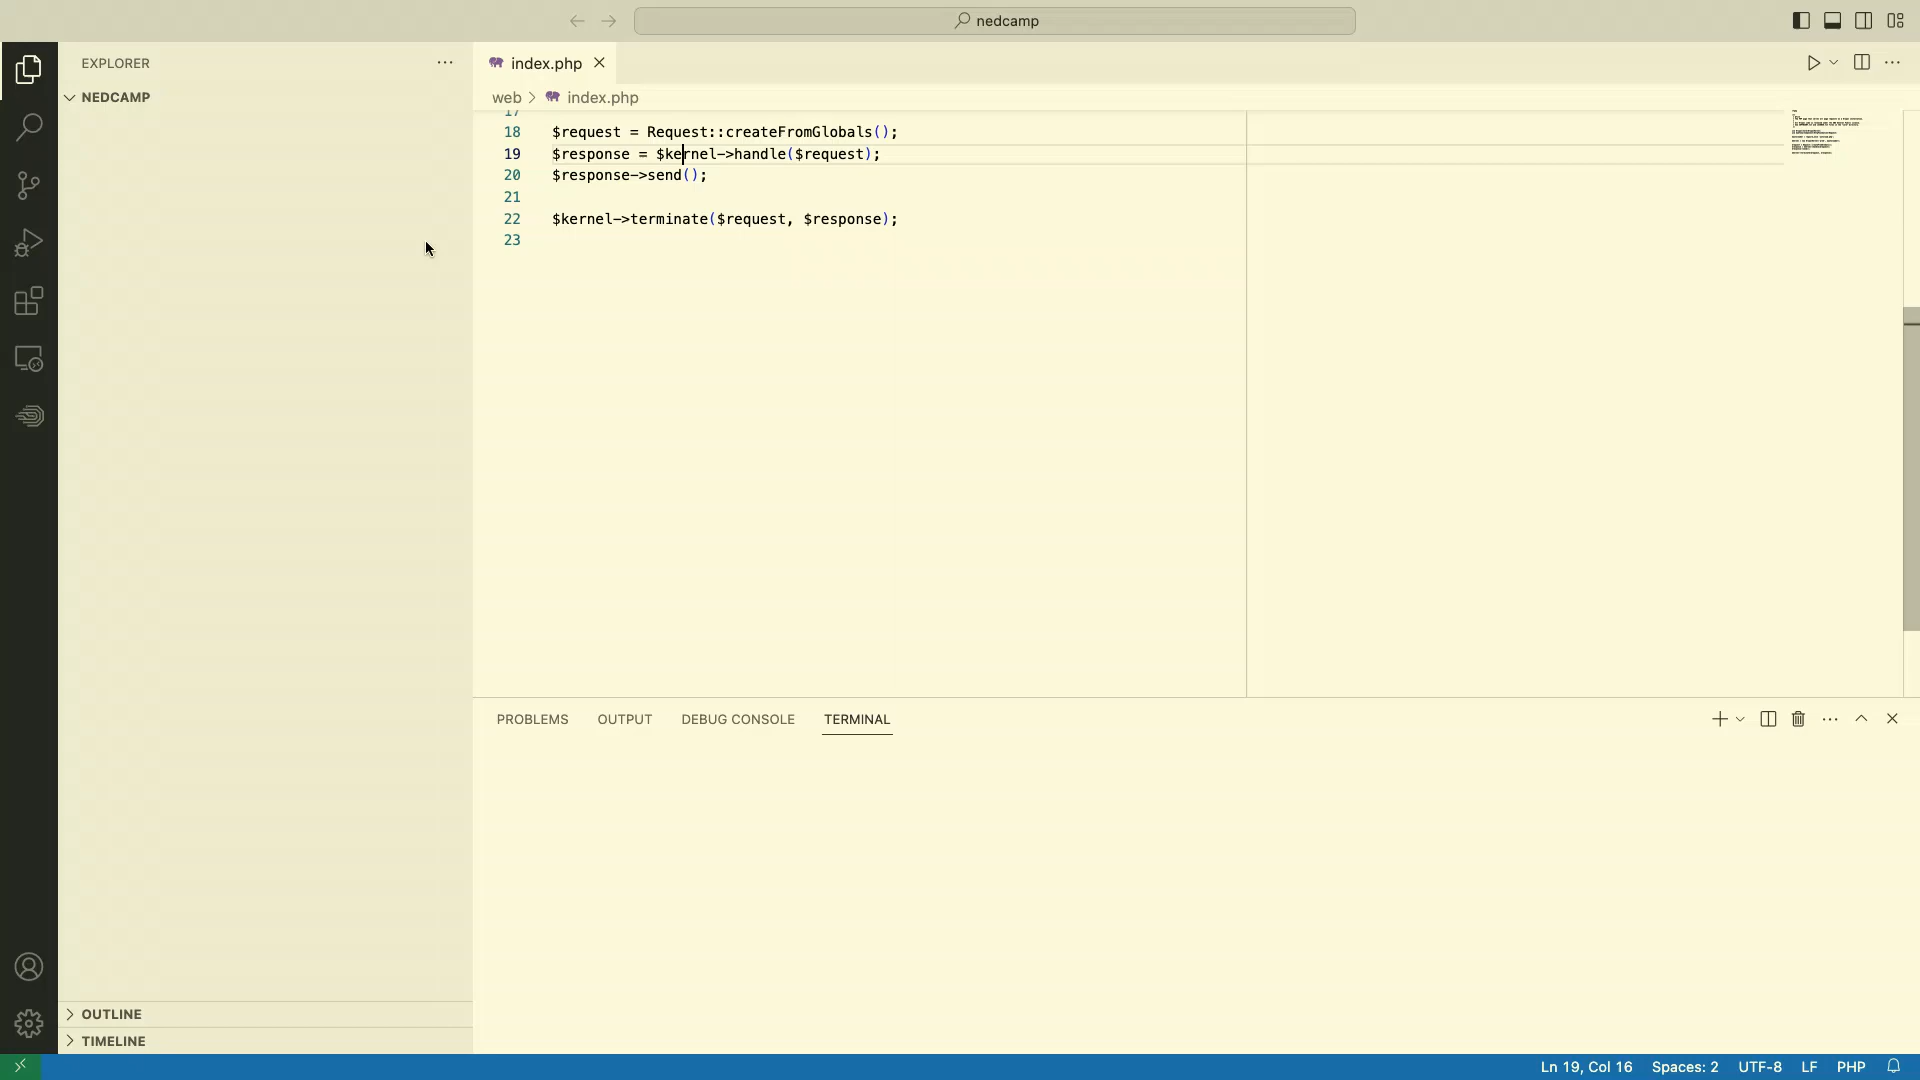 nedcamp
EXPLORER
NEDCAMP
index.php
web > index.php
17
18 $request = Request::createFromGlobals();
19 $response = $kernel->handle($request);
20 $response->send();
21
22 $kernel->terminate($request, $response);
23
PROBLEMS OUTPUT DEBUG CONSOLE TERMINAL
OUTLINE
TIMELINE
Ln 19, Col 16 Spaces: 2 UTF-8 LF PHP